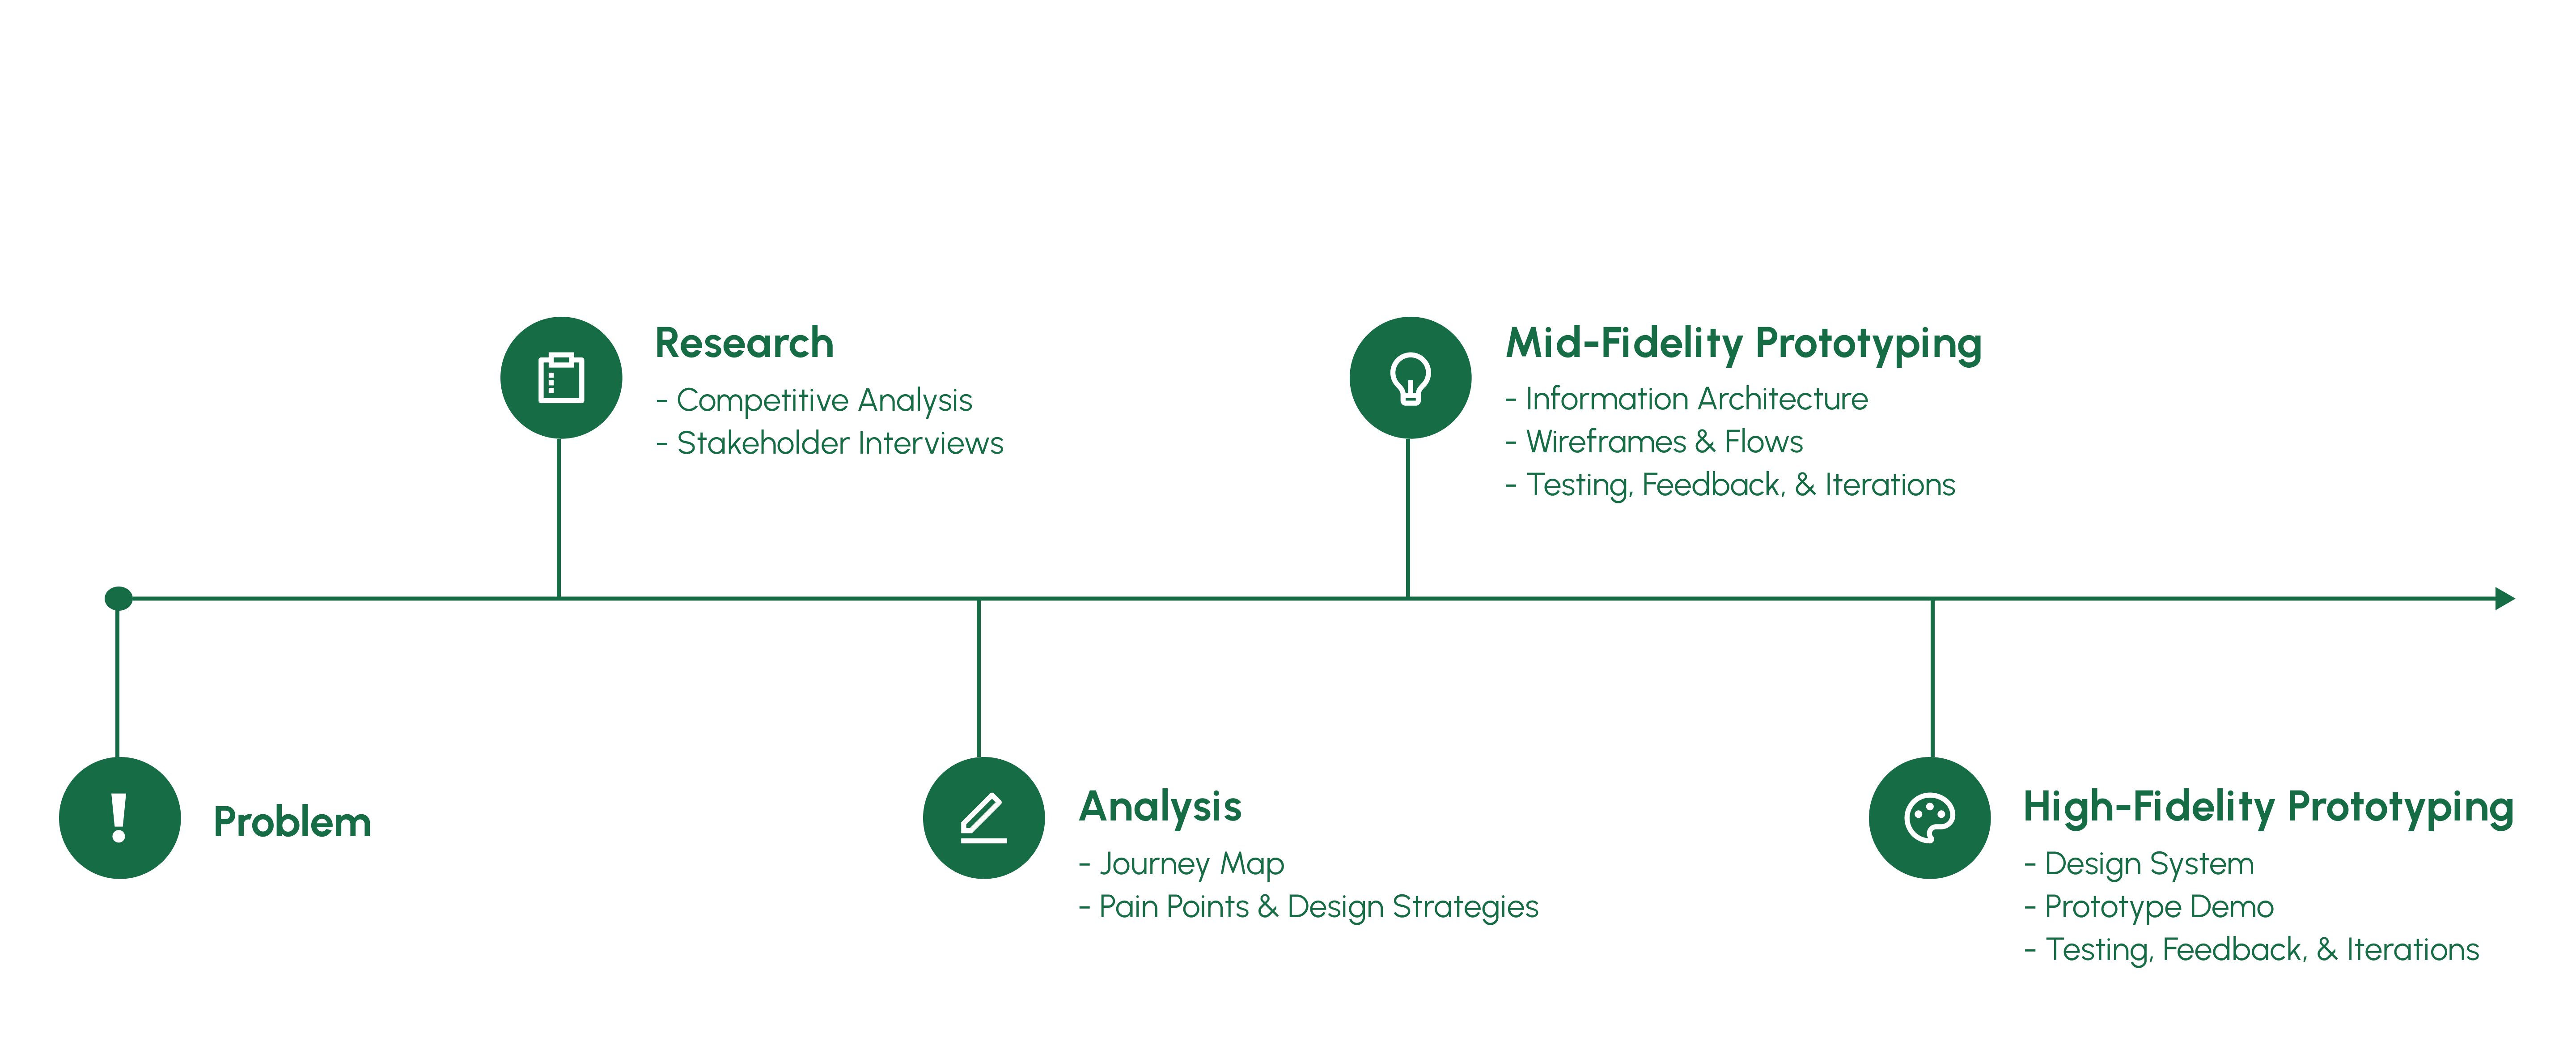 Problem
Research
- Competitive Analysis
- Stakeholder Interviews
Analysis
- Journey Map
- Pain Points & Design Strategies
Mid-Fidelity Prototyping
- Information Architecture
- Wireframes & Flows
- Testing, Feedback, & Iterations
High-Fidelity Prototyping
- Design System
- Prototype Demo
- Testing, Feedback, & Iterations